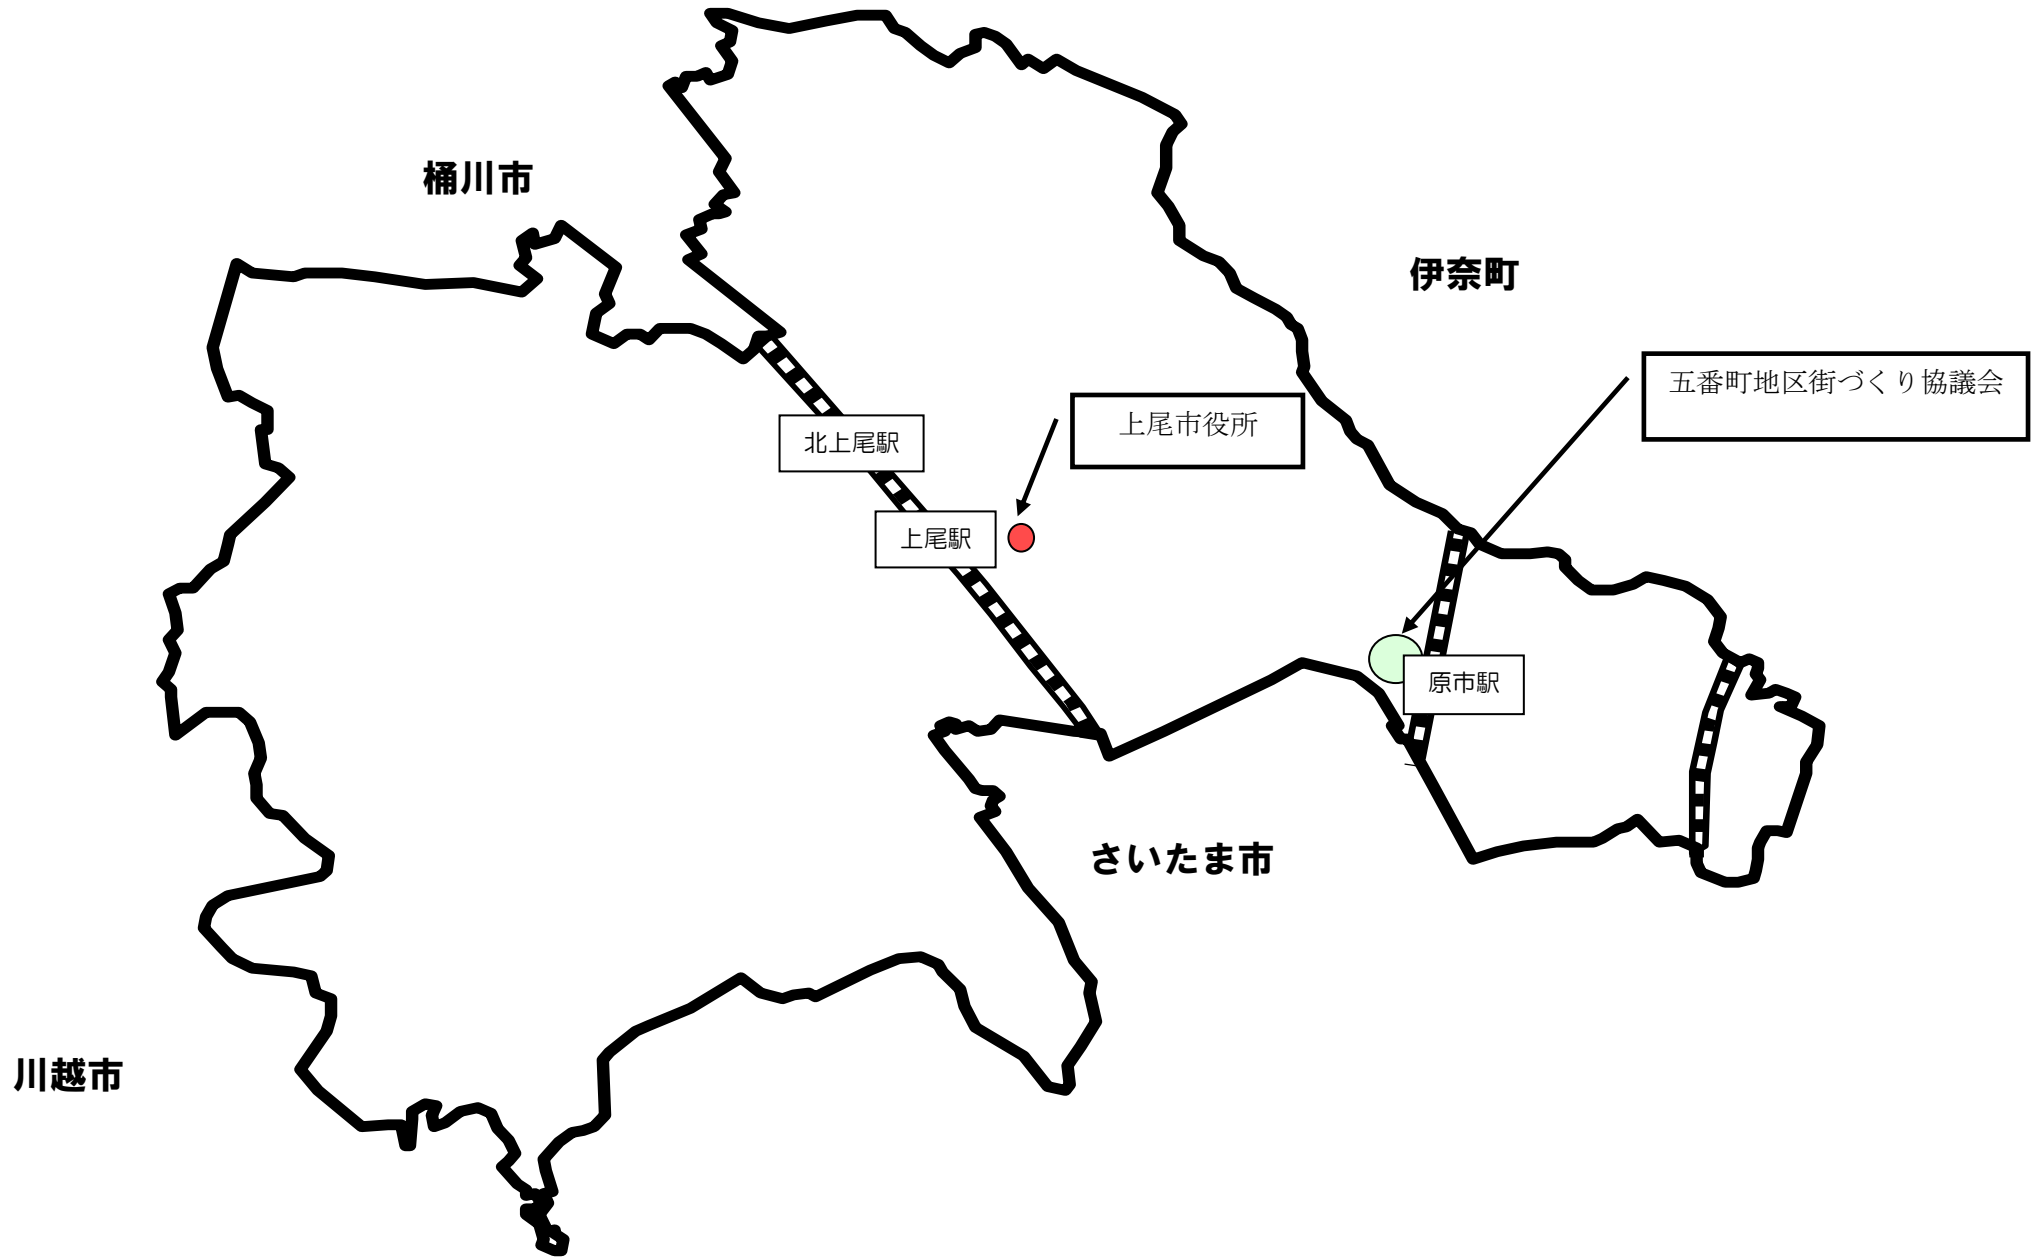 桶川市
伊奈町
五番町地区街づくり協議会
上尾市役所
北上尾駅
上尾駅
原市駅
さいたま市
川越市